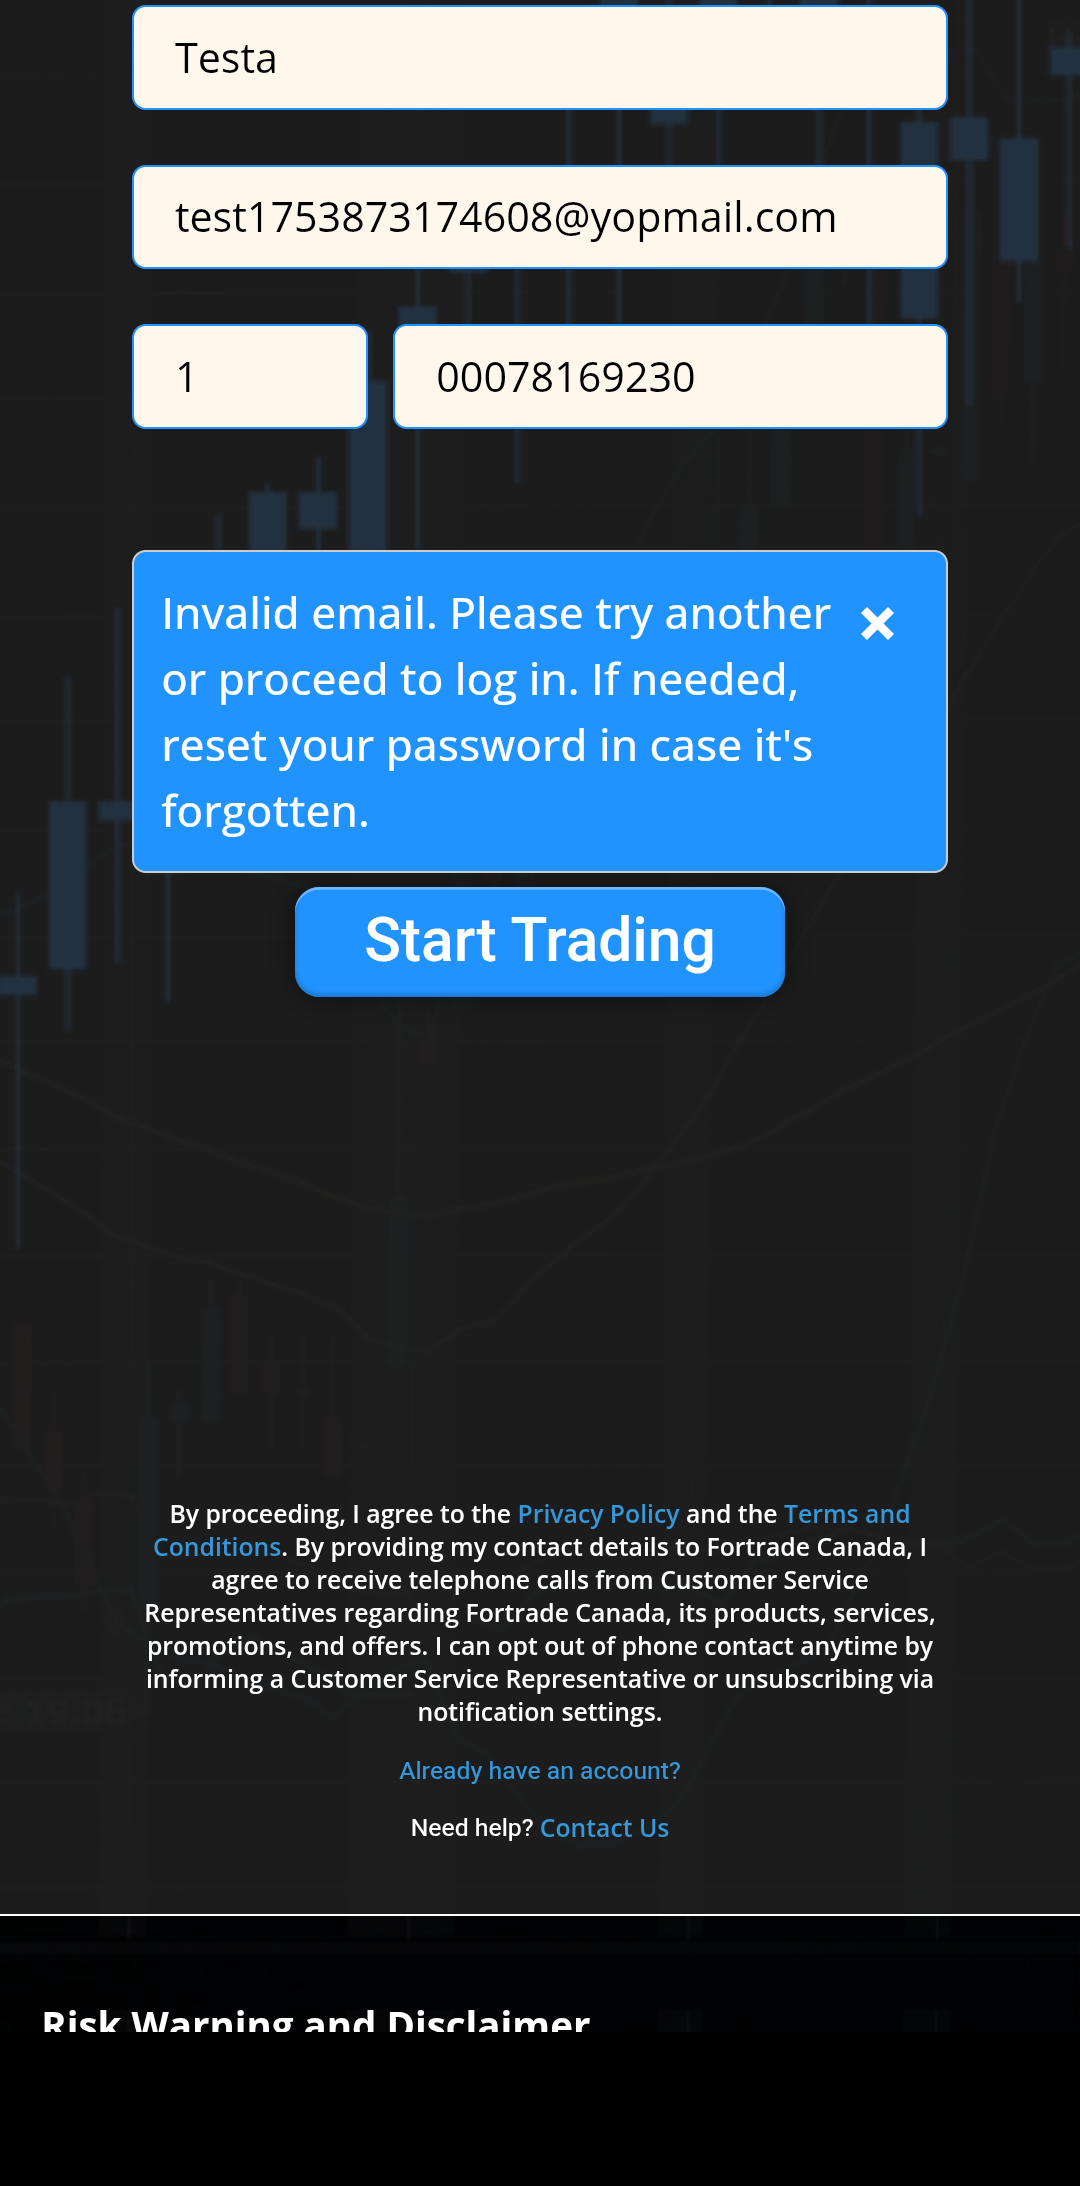 Testa
test1753873174608@yopmail.com
1 00078169230
Invalid email. Please try another
or proceed to log in. If needed,
reset your password in case it's
forgotten.
Start Trading
By proceeding, I agree to the Privacy Policy and the Terms and
Conditions. By providing my contact details to Fortrade Canada, I
agree to receive telephone calls from Customer Service
Representatives regarding Fortrade Canada, its products, services,
promotions, and offers. I can opt out of phone contact anytime by
informing a Customer Service Representative or unsubscribing via
notification settings.
Already have an account?
Need help? Contact Us
Risk Warning and Disclaimer